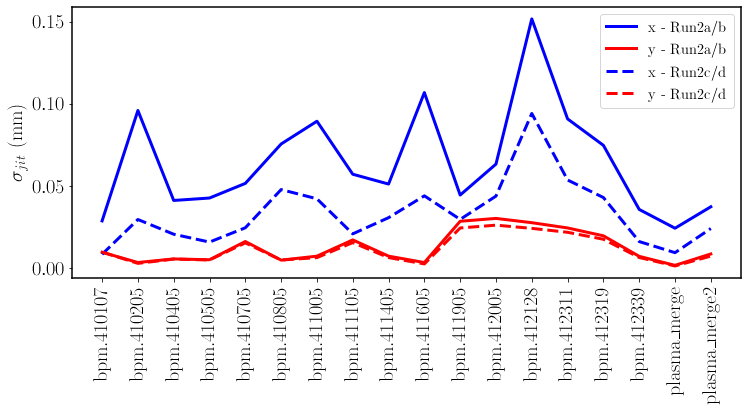 0.15
0.10
0.05
0.00
σ_jit (mm)
x - Run2a/b
y - Run2a/b
x - Run2c/d
y - Run2c/d
bpm.410107
bpm.410205
bpm.410405
bpm.410505
bpm.410705
bpm.410805
bpm.411005
bpm.411105
bpm.411405
bpm.411605
bpm.411905
bpm.412005
bpm.412128
bpm.412311
bpm.412319
bpm.412339
plasma_merge
plasma_merge2